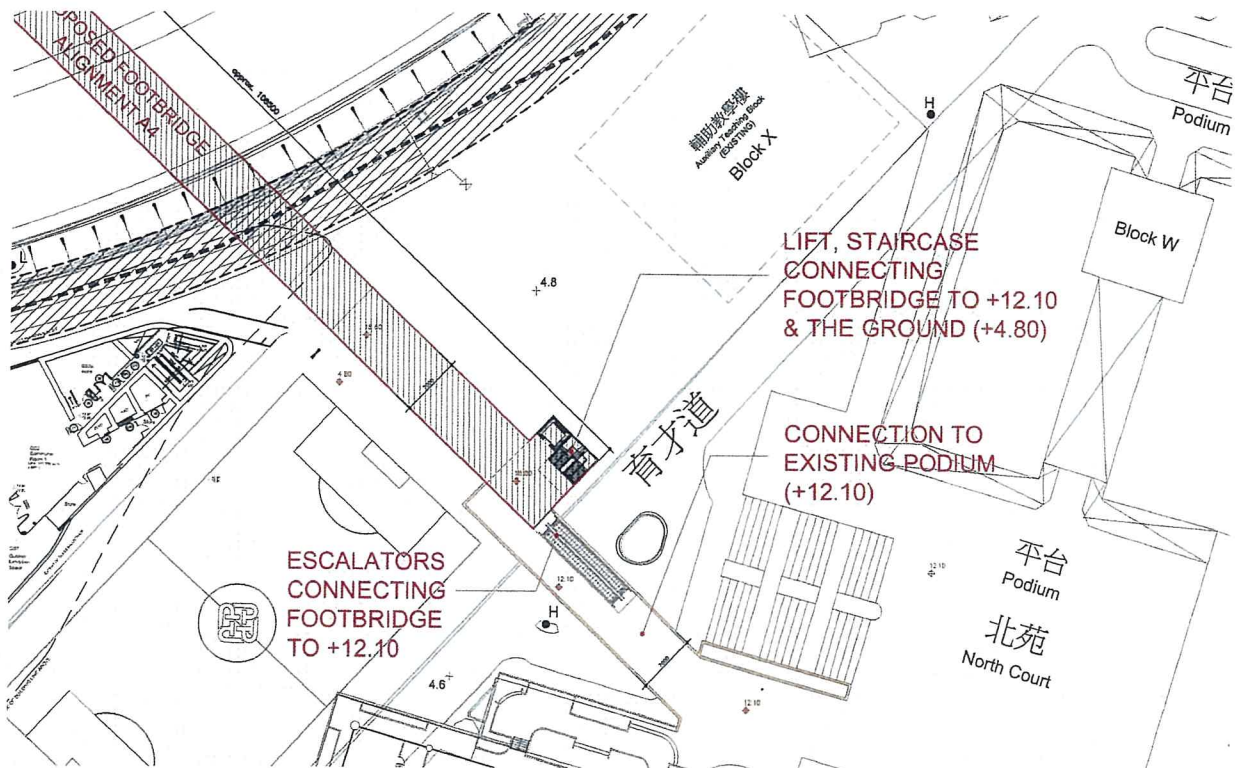 POSED FOOTBRIDGE
ALIGNMENT A4
approx. 106500
輔助教學樓
Auxiliary Teaching Block
(EXISTING)
Block X
H
平台
Podium
Block W
LIFT, STAIRCASE
CONNECTING
FOOTBRIDGE TO +12.10
& THE GROUND (+4.80)
4.8
L
4.80
育才道
CONNECTION TO
EXISTING PODIUM
(+12.10)
ESCALATORS
CONNECTING
FOOTBRIDGE
TO +12.10
12.10
H
4.6
12.10
平台
Podium
北苑
North Court
12.10